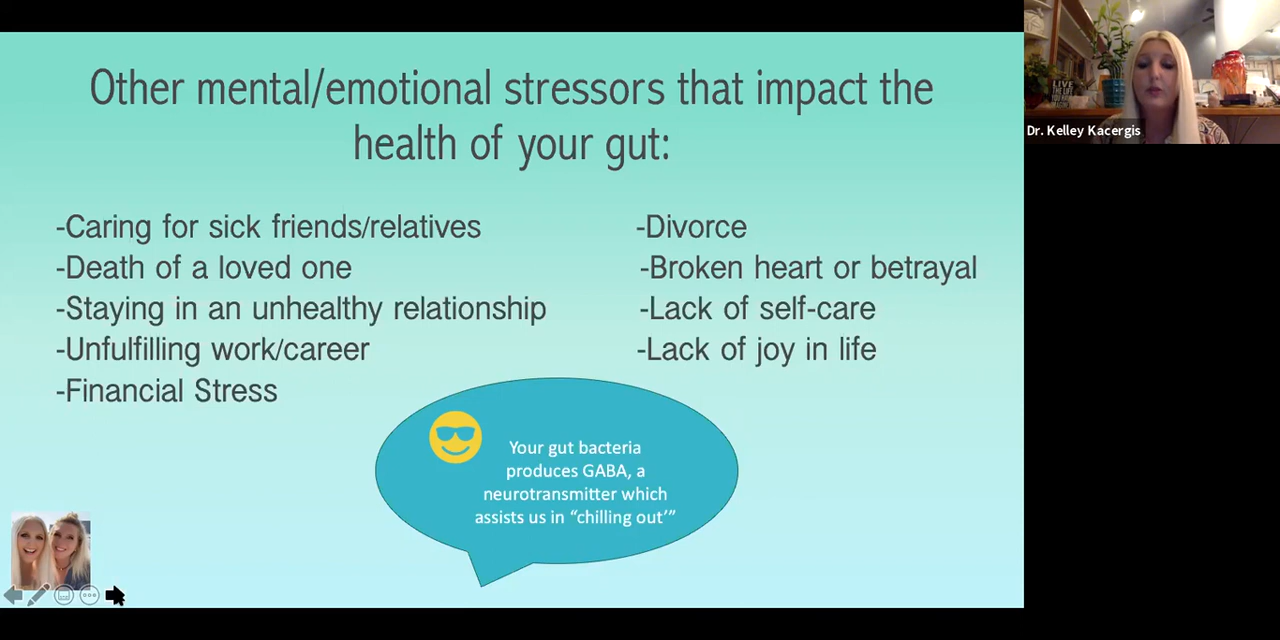 Other mental/emotional stressors that impact the
health of your gut:
-Caring for sick friends/relatives
-Death of a loved one
-Staying in an unhealthy relationship
-Unfulfilling work/career
-Financial Stress
-Divorce
-Broken heart or betrayal
-Lack of self-care
-Lack of joy in life
Your gut bacteria
produces GABA, a
neurotransmitter which
assists us in “chilling out’”
LIVE
THE LIFE
Dr. Kelley Kacergis